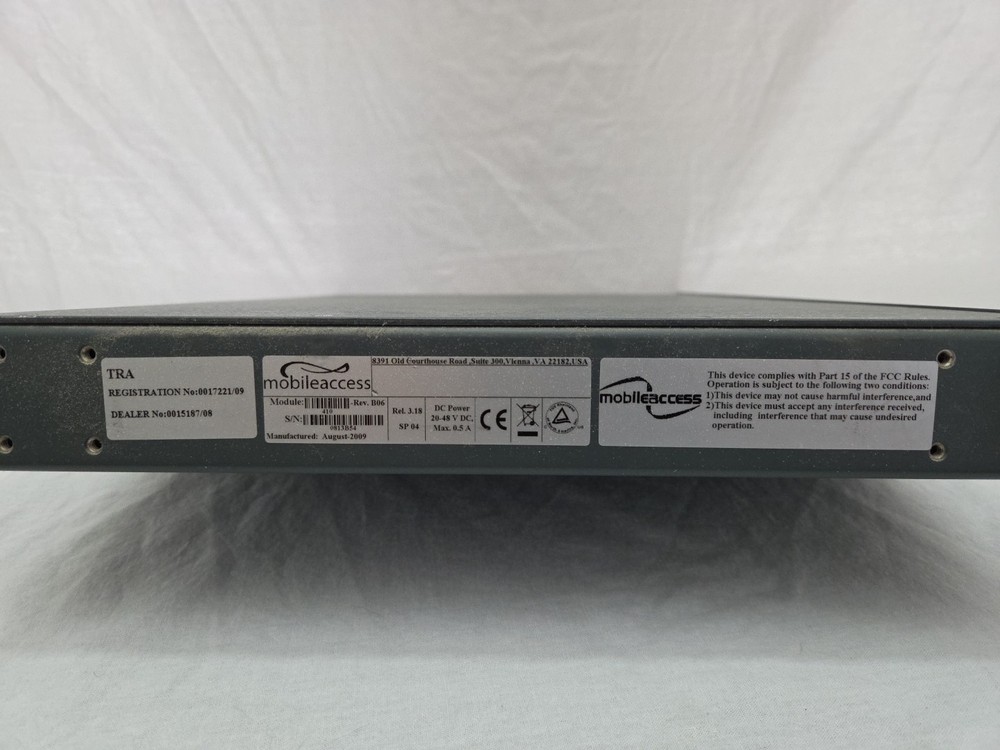 TRA
REGISTRATION No:0017221/09
DEALER No:0015187/08
mobileaccess
8391 Old Courthouse Road ,Suite 300,Vienna ,VA 22182,USA
Module: -Rev. B06
410
S/N:
0813B54
Manufactured: August-2009
Rel. 3.18
SP 04
DC Power
20-48 V DC,
Max. 0.5 A
CE
mobileaccess
This device complies with Part 15 of the FCC Rules.
Operation is subject to the following two conditions:
1)This device may not cause harmful interference,and
2)This device must accept any interference received,
including interference that may cause undesired
operation.